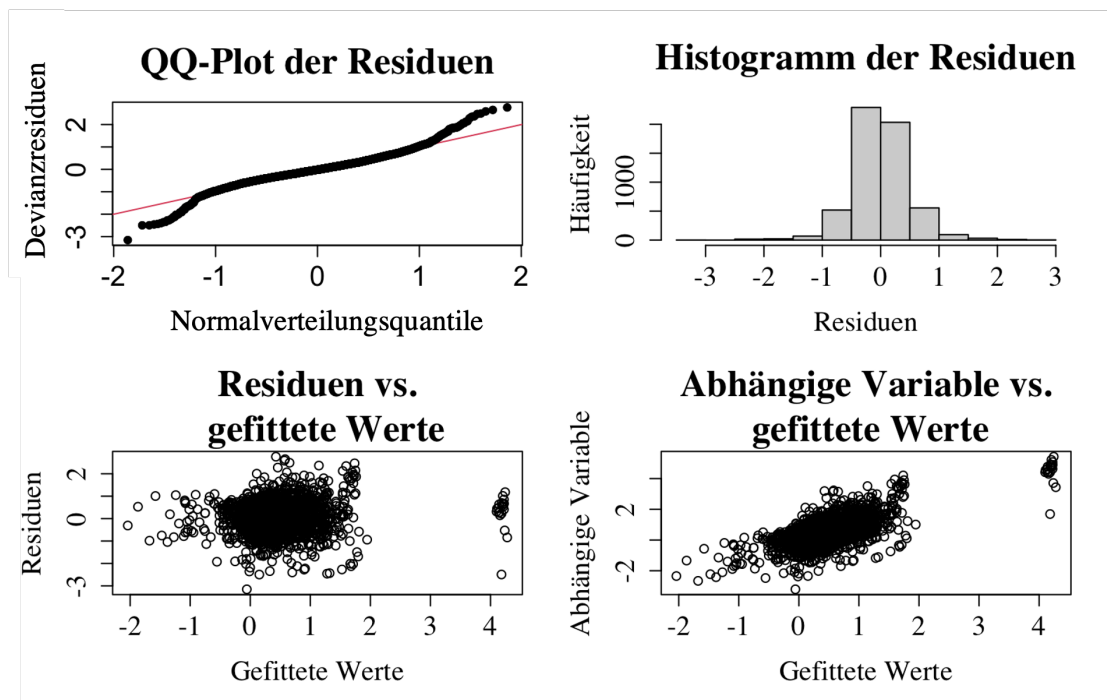 QQ-Plot der Residuen
Devianzresiduen
2
0
-3
-2 -1 0 1 2
Normalverteilungsquantile
Histogramm der Residuen
Häufigkeit
1000
0
-3 -2 -1 0 1 2 3
Residuen
Residuen vs.
gefittete Werte
Residuen
2
0
-3
-2 -1 0 1 2 3 4
Gefittete Werte
Abhängige Variable vs.
gefittete Werte
Abhängige Variable
2
-2
-2 -1 0 1 2 3 4
Gefittete Werte